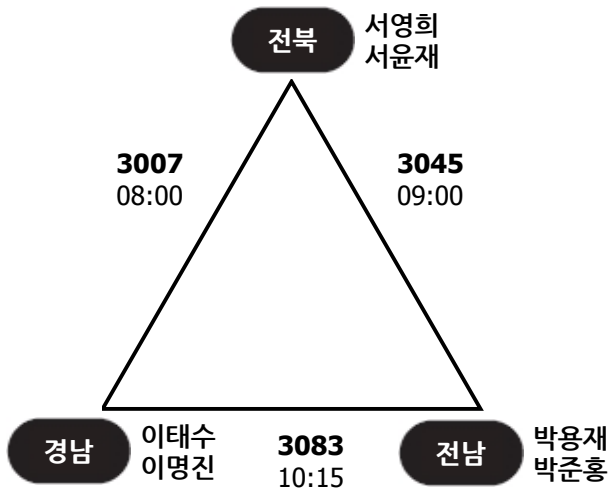 전북
서영희
서윤재
3007
08:00
3045
09:00
경남
이태수
이명진
3083
10:15
전남
박용재
박준홍